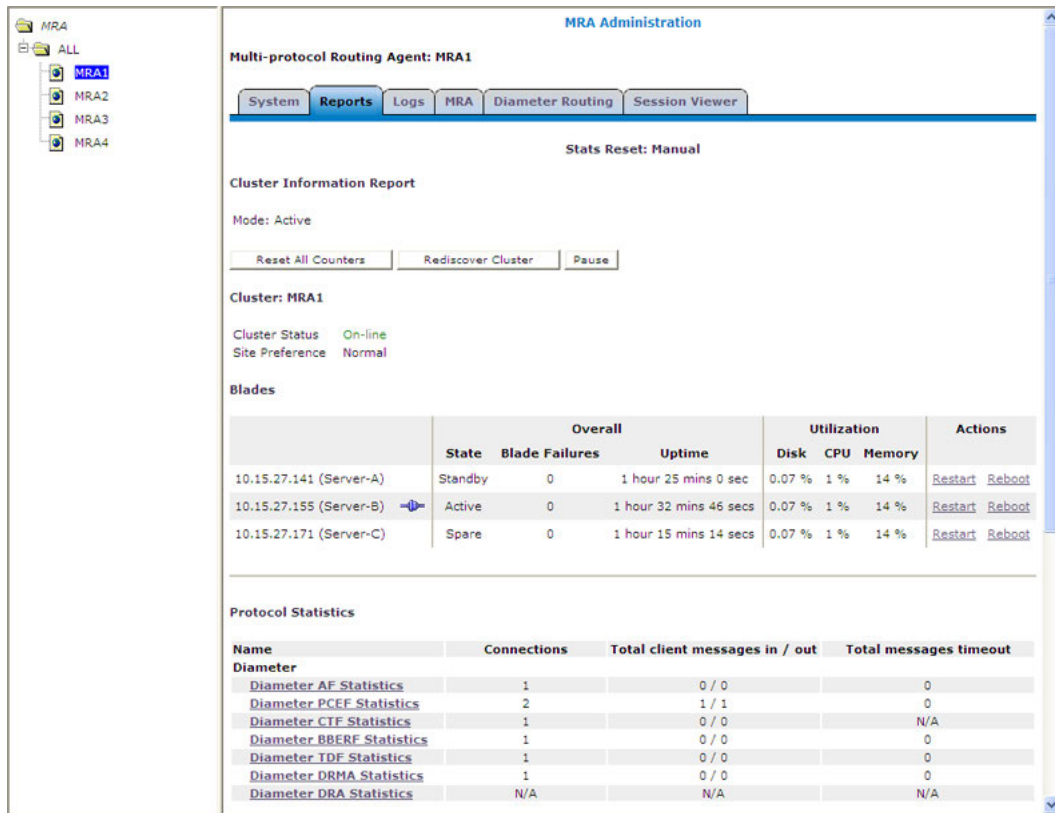 MRA
ALL
MRA1
MRA2
MRA3
MRA4
MRA Administration
Multi-protocol Routing Agent: MRA1
System Reports Logs MRA Diameter Routing Session Viewer
Stats Reset: Manual
Cluster Information Report
Mode: Active
Reset All Counters Rediscover Cluster Pause
Cluster: MRA1
Cluster Status On-line
Site Preference Normal
Blades
Overall Utilization Actions
State Blade Failures Uptime Disk CPU Memory
10.15.27.141 (Server-A) Standby 0 1 hour 25 mins 0 sec 0.07 % 1 % 14 % Restart Reboot
10.15.27.155 (Server-B) Active 0 1 hour 32 mins 46 secs 0.07 % 1 % 14 % Restart Reboot
10.15.27.171 (Server-C) Spare 0 1 hour 15 mins 14 secs 0.07 % 1 % 14 % Restart Reboot
Protocol Statistics
Name Connections Total client messages in / out Total messages timeout
Diameter
Diameter AF Statistics 1 0 / 0 0
Diameter PCEF Statistics 2 1 / 1 0
Diameter CTF Statistics 1 0 / 0 N/A
Diameter BBERF Statistics 1 0 / 0 0
Diameter TDF Statistics 1 0 / 0 0
Diameter DRMA Statistics 1 0 / 0 0
Diameter DRA Statistics N/A N/A N/A